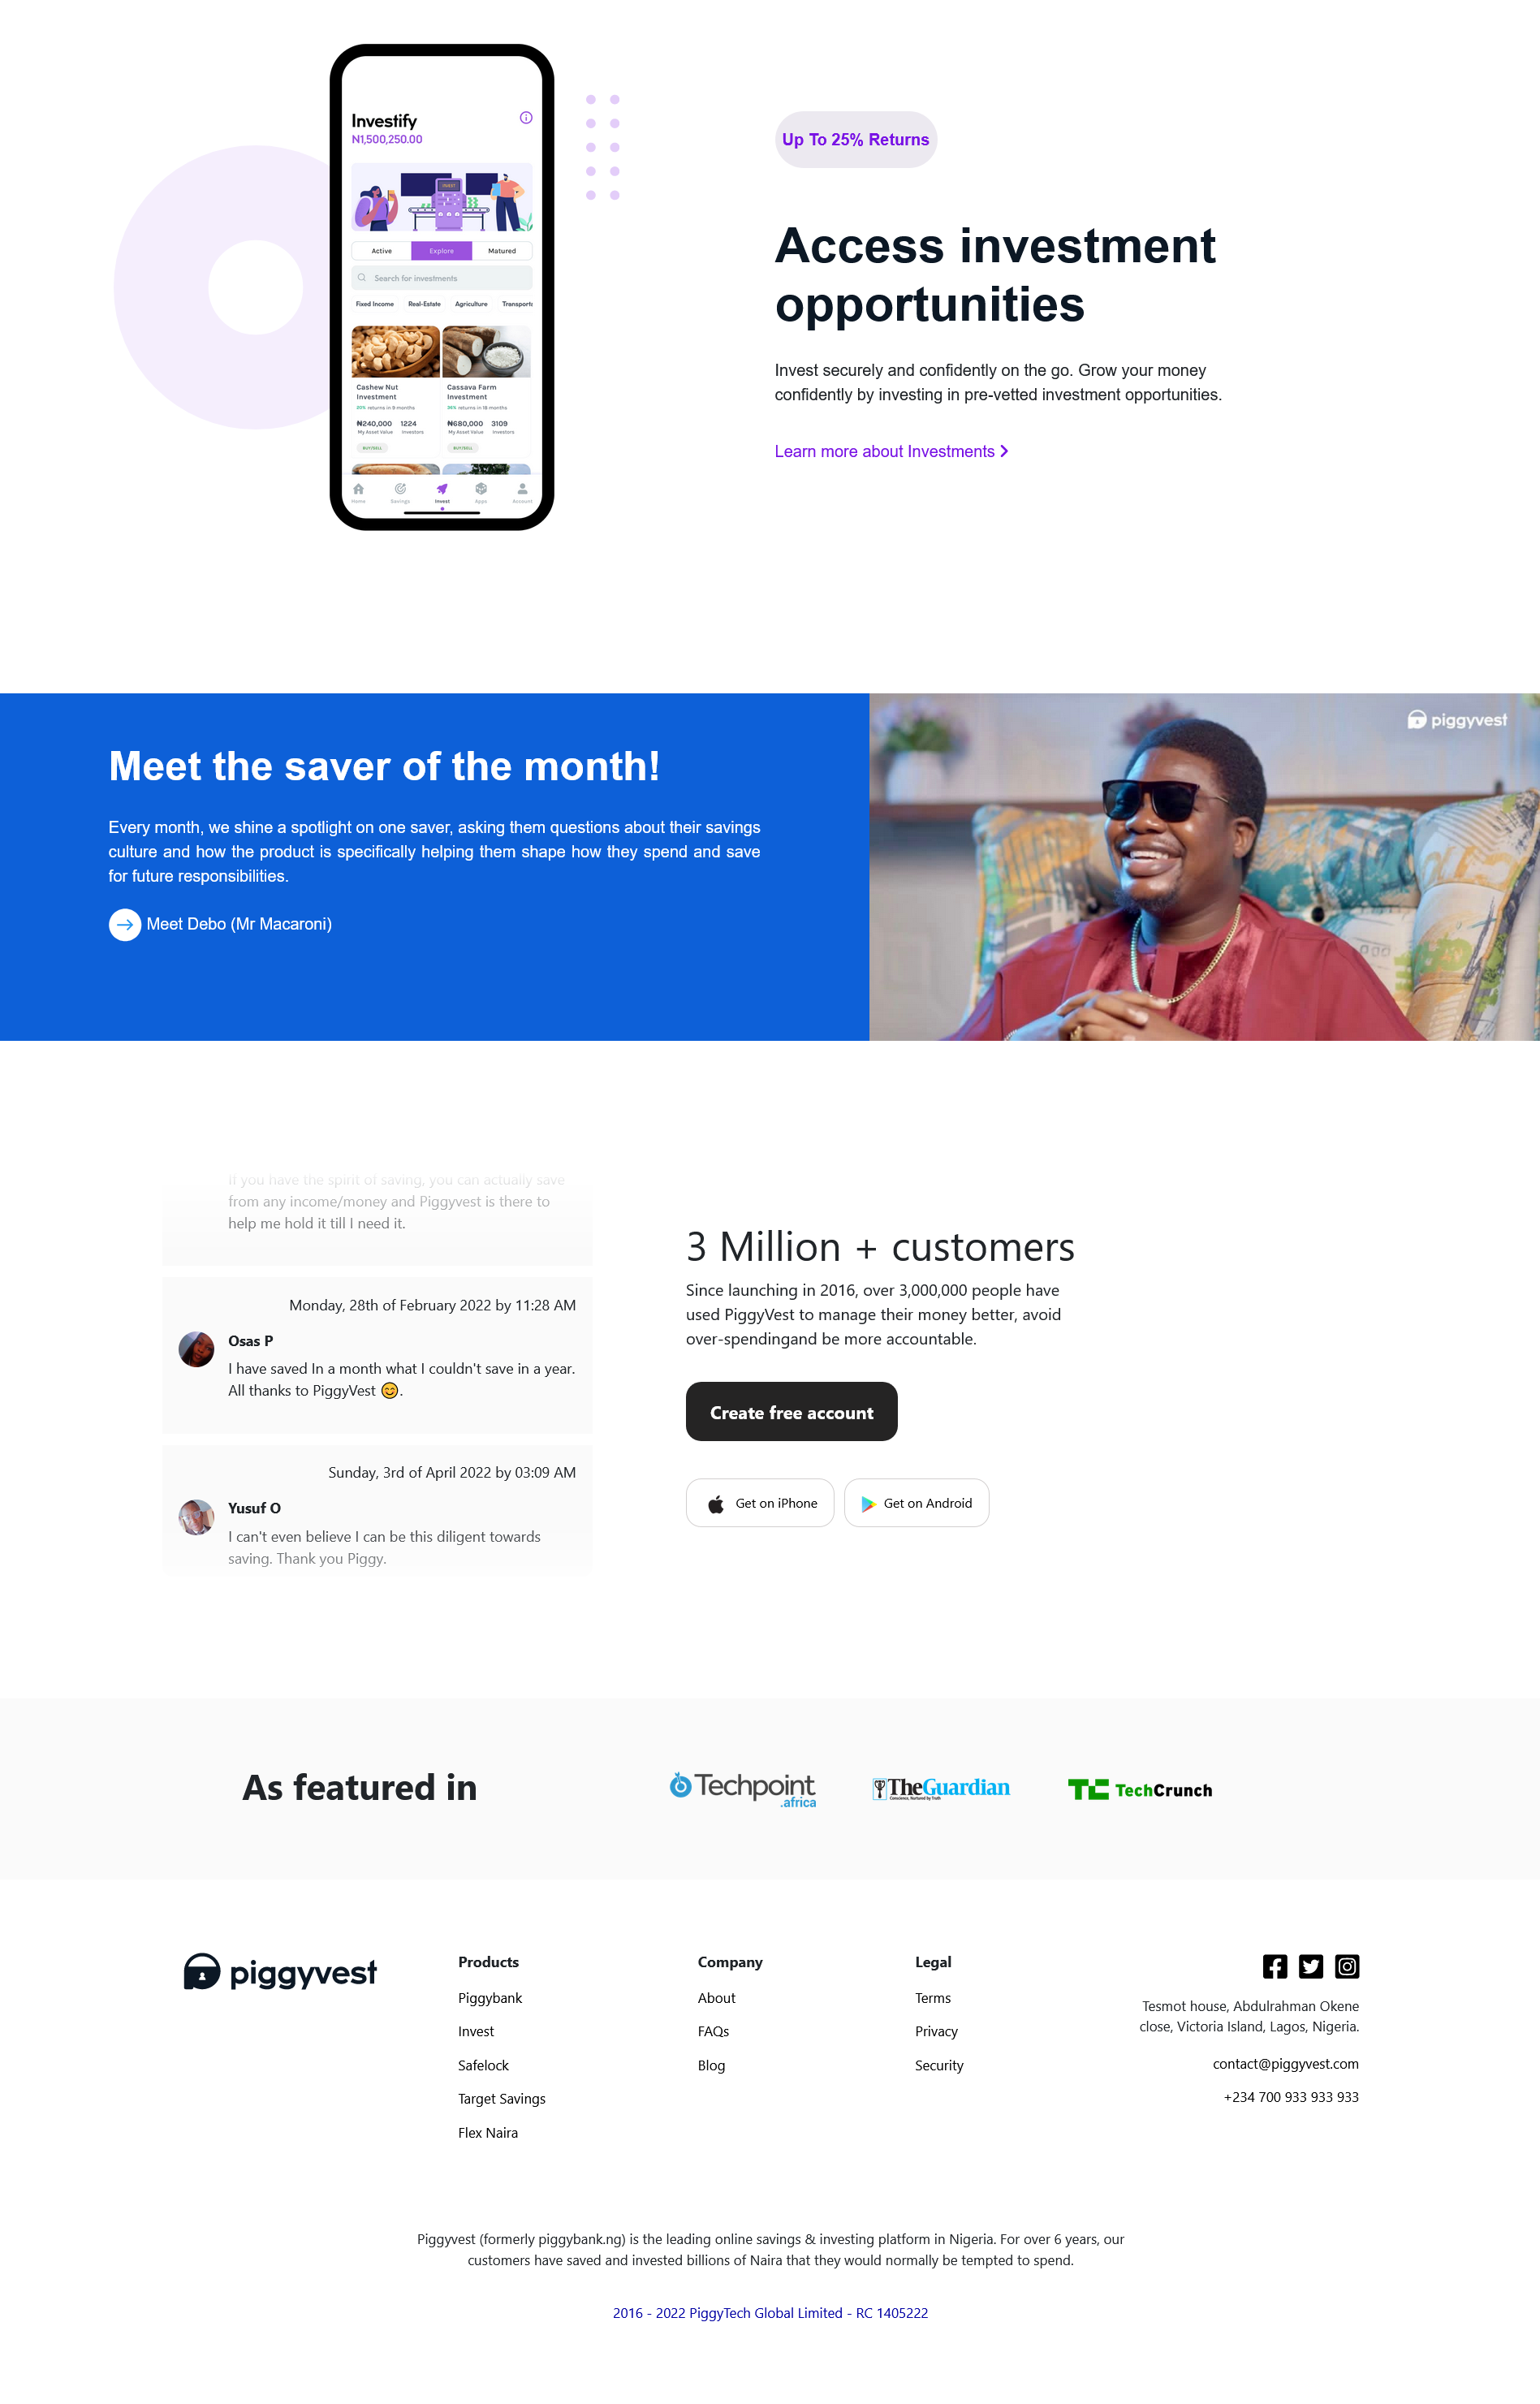 Investify
N1,500,250.00
INVEST
Active
Explore
Matured
Search for investments
Fixed Income
Real-Estate
Agriculture
Transporta
Cashew Nut
Investment
20% returns in 9 months
₦240,000
1224
My Asset Value
Investors
BUY/SELL
Cassava Farm
Investment
36% returns in 18 months
₦680,000
3109
My Asset Value
Investors
BUY/SELL
Home
Savings
Invest
Apps
Account
Up To 25% Returns
Access investment
opportunities
Invest securely and confidently on the go. Grow your money
confidently by investing in pre-vetted investment opportunities.
Learn more about Investments
Meet the saver of the month!
Every month, we shine a spotlight on one saver, asking them questions about their savings
culture and how the product is specifically helping them shape how they spend and save
for future responsibilities.
Meet Debo (Mr Macaroni)
piggyvest
If you have the spirit of saving, you can actually save
from any income/money and Piggyvest is there to
help me hold it till I need it.
Monday, 28th of February 2022 by 11:28 AM
Osas P
I have saved In a month what I couldn't save in a year.
All thanks to PiggyVest 😊.
Sunday, 3rd of April 2022 by 03:09 AM
Yusuf O
I can't even believe I can be this diligent towards
saving. Thank you Piggy.
3 Million + customers
Since launching in 2016, over 3,000,000 people have
used PiggyVest to manage their money better, avoid
over-spendingand be more accountable.
Create free account
Get on iPhone
Get on Android
As featured in
Techpoint
.africa
TheGuardian
Conscience, Nurtured by Truth
TC TechCrunch
piggyvest
Products
Piggybank
Invest
Safelock
Target Savings
Flex Naira
Company
About
FAQs
Blog
Legal
Terms
Privacy
Security
Tesmot house, Abdulrahman Okene
close, Victoria Island, Lagos, Nigeria.
contact@piggyvest.com
+234 700 933 933 933
Piggyvest (formerly piggybank.ng) is the leading online savings & investing platform in Nigeria. For over 6 years, our
customers have saved and invested billions of Naira that they would normally be tempted to spend.
2016 - 2022 PiggyTech Global Limited - RC 1405222